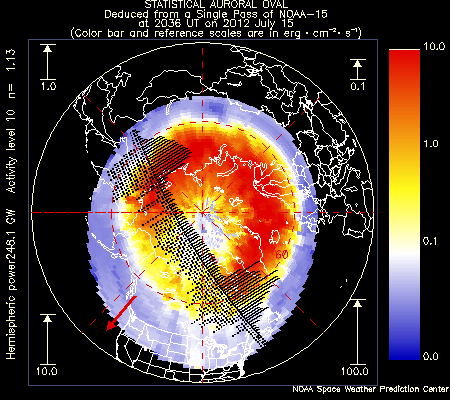 STATISTICAL AURORAL OVAL
Deduced from a Single Pass of NOAA-15
at 2036 UT on 2012 July 15
(Color bar and reference scales are in erg · cm⁻² · s⁻¹)
1.0
0.1
10.0
1.0
0.1
0.0
60
10.0
100.0
Hemispheric power246.1 GW Activity level 10 n= 1.13
NOAA Space Weather Prediction Center